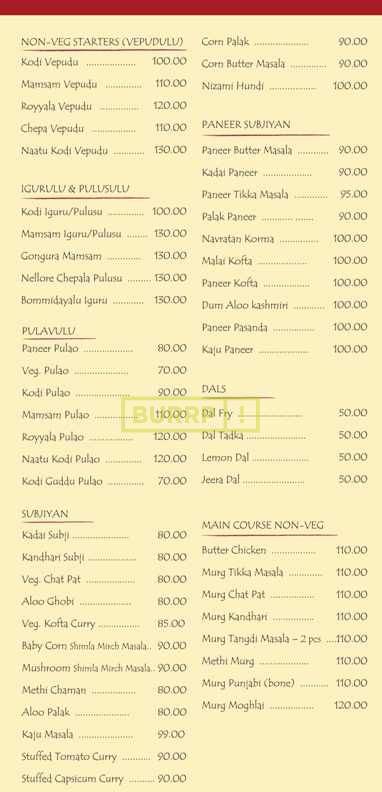 NON-VEG STARTERS (VEPUDULU)
Kodi Vepudu ................... 100.00
Mamsam Vepudu .............. 110.00
Royyala Vepudu ............... 120.00
Chepa Vepudu ................. 110.00
Naatu Kodi Vepudu ............ 130.00
IGURULU & PULUSULU
Kodi Iguru/Pulusu .............. 100.00
Mamsam Iguru/Pulusu ........ 130.00
Gongura Mamsam ............. 130.00
Nellore Chepala Pulusu ......... 130.00
Bommidayalu Iguru ............ 130.00
PULAVULU
Paneer Pulao ................... 80.00
Veg. Pulao ..................... 70.00
Kodi Pulao ..................... 90.00
Mamsam Pulao ................. 110.00
Royyala Pulao ................. 120.00
Naatu Kodi Pulao .............. 120.00
Kodi Guddu Pulao .............. 70.00
SUBJIYAN
Kadai Subji ...................... 80.00
Kandhari Subji ................... 80.00
Veg. Chat Pat ................... 80.00
Aloo Ghobi .................... 80.00
Veg. Kofta Curry ................ 85.00
Baby Corn Shimla Mirch Masala.. 90.00
Mushroom Shimla Mirch Masala.. 90.00
Methi Chaman ................. 80.00
Aloo Palak ..................... 80.00
Kaju Masala ..................... 99.00
Stuffed Tomato Curry ........... 90.00
Stuffed Capsicum Curry .......... 90.00
Corn Palak ..................... 90.00
Corn Butter Masala .............. 90.00
Nizami Hundi .................. 100.00
PANEER SUBJIYAN
Paneer Butter Masala ............ 90.00
Kadai Paneer ................... 90.00
Paneer Tikka Masala ............. 95.00
Palak Paneer ............ ....... 90.00
Navratan Korma ............... 100.00
Malai Kofta ................... 100.00
Paneer Kofta .................. 100.00
Dum Aloo kashmiri ............ 100.00
Paneer Pasanda ................ 100.00
Kaju Paneer ................... 100.00
DALS
Dal Fry ......................... 50.00
Dal Tadka ....................... 50.00
Lemon Dal ...................... 50.00
Jeera Dal ........................ 50.00
MAIN COURSE NON-VEG
Butter Chicken ................. 110.00
Murg Tikka Masala ............. 110.00
Murg Chat Pat ................. 110.00
Murg Kandhari ................ 110.00
Murg Tangdi Masala – 2 pcs ....110.00
Methi Murg ................... 110.00
Murg Punjabi (bone) ........... 110.00
Murg Moghlai ................. 120.00
BURRP!